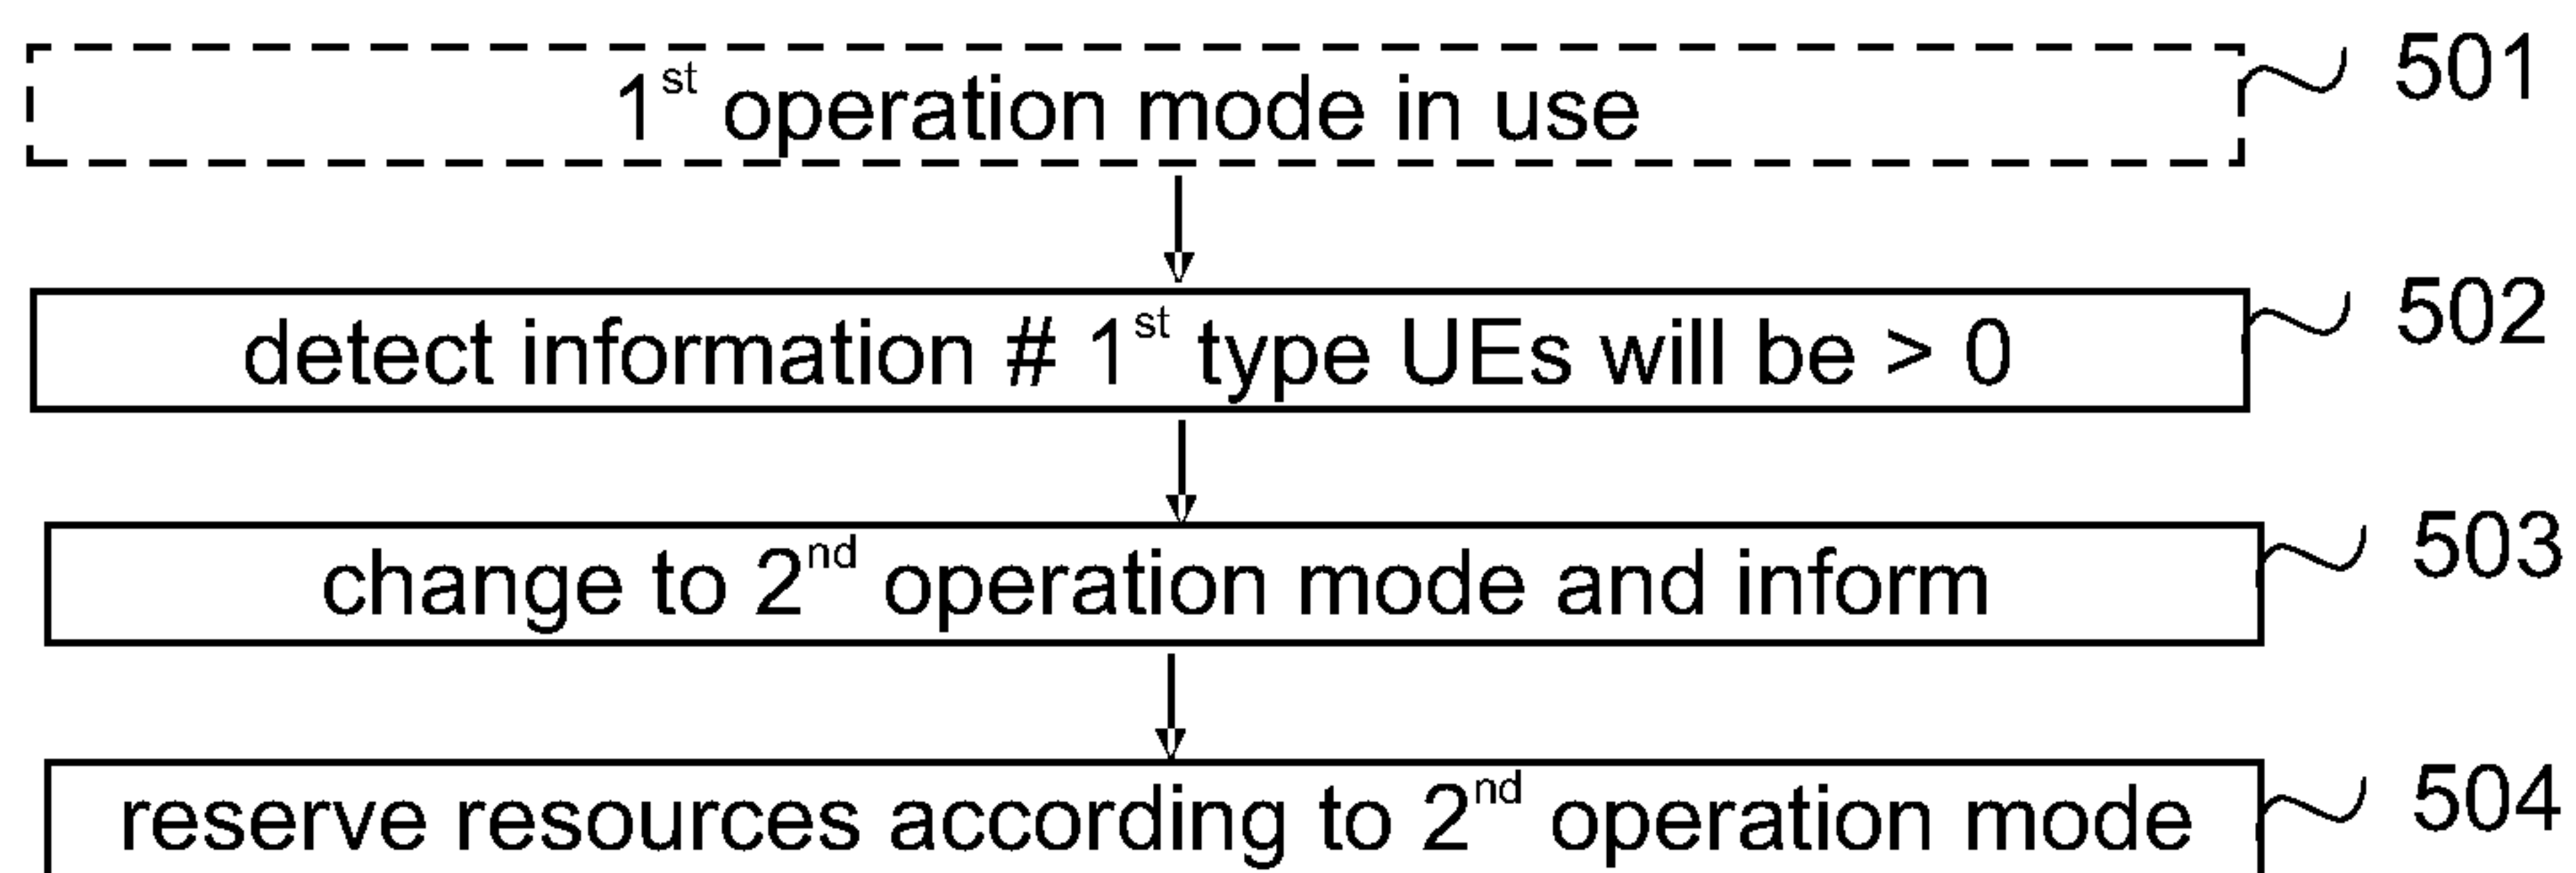 1st operation mode in use 501
detect information # 1st type UEs will be > 0 502
change to 2nd operation mode and inform 503
reserve resources according to 2nd operation mode 504